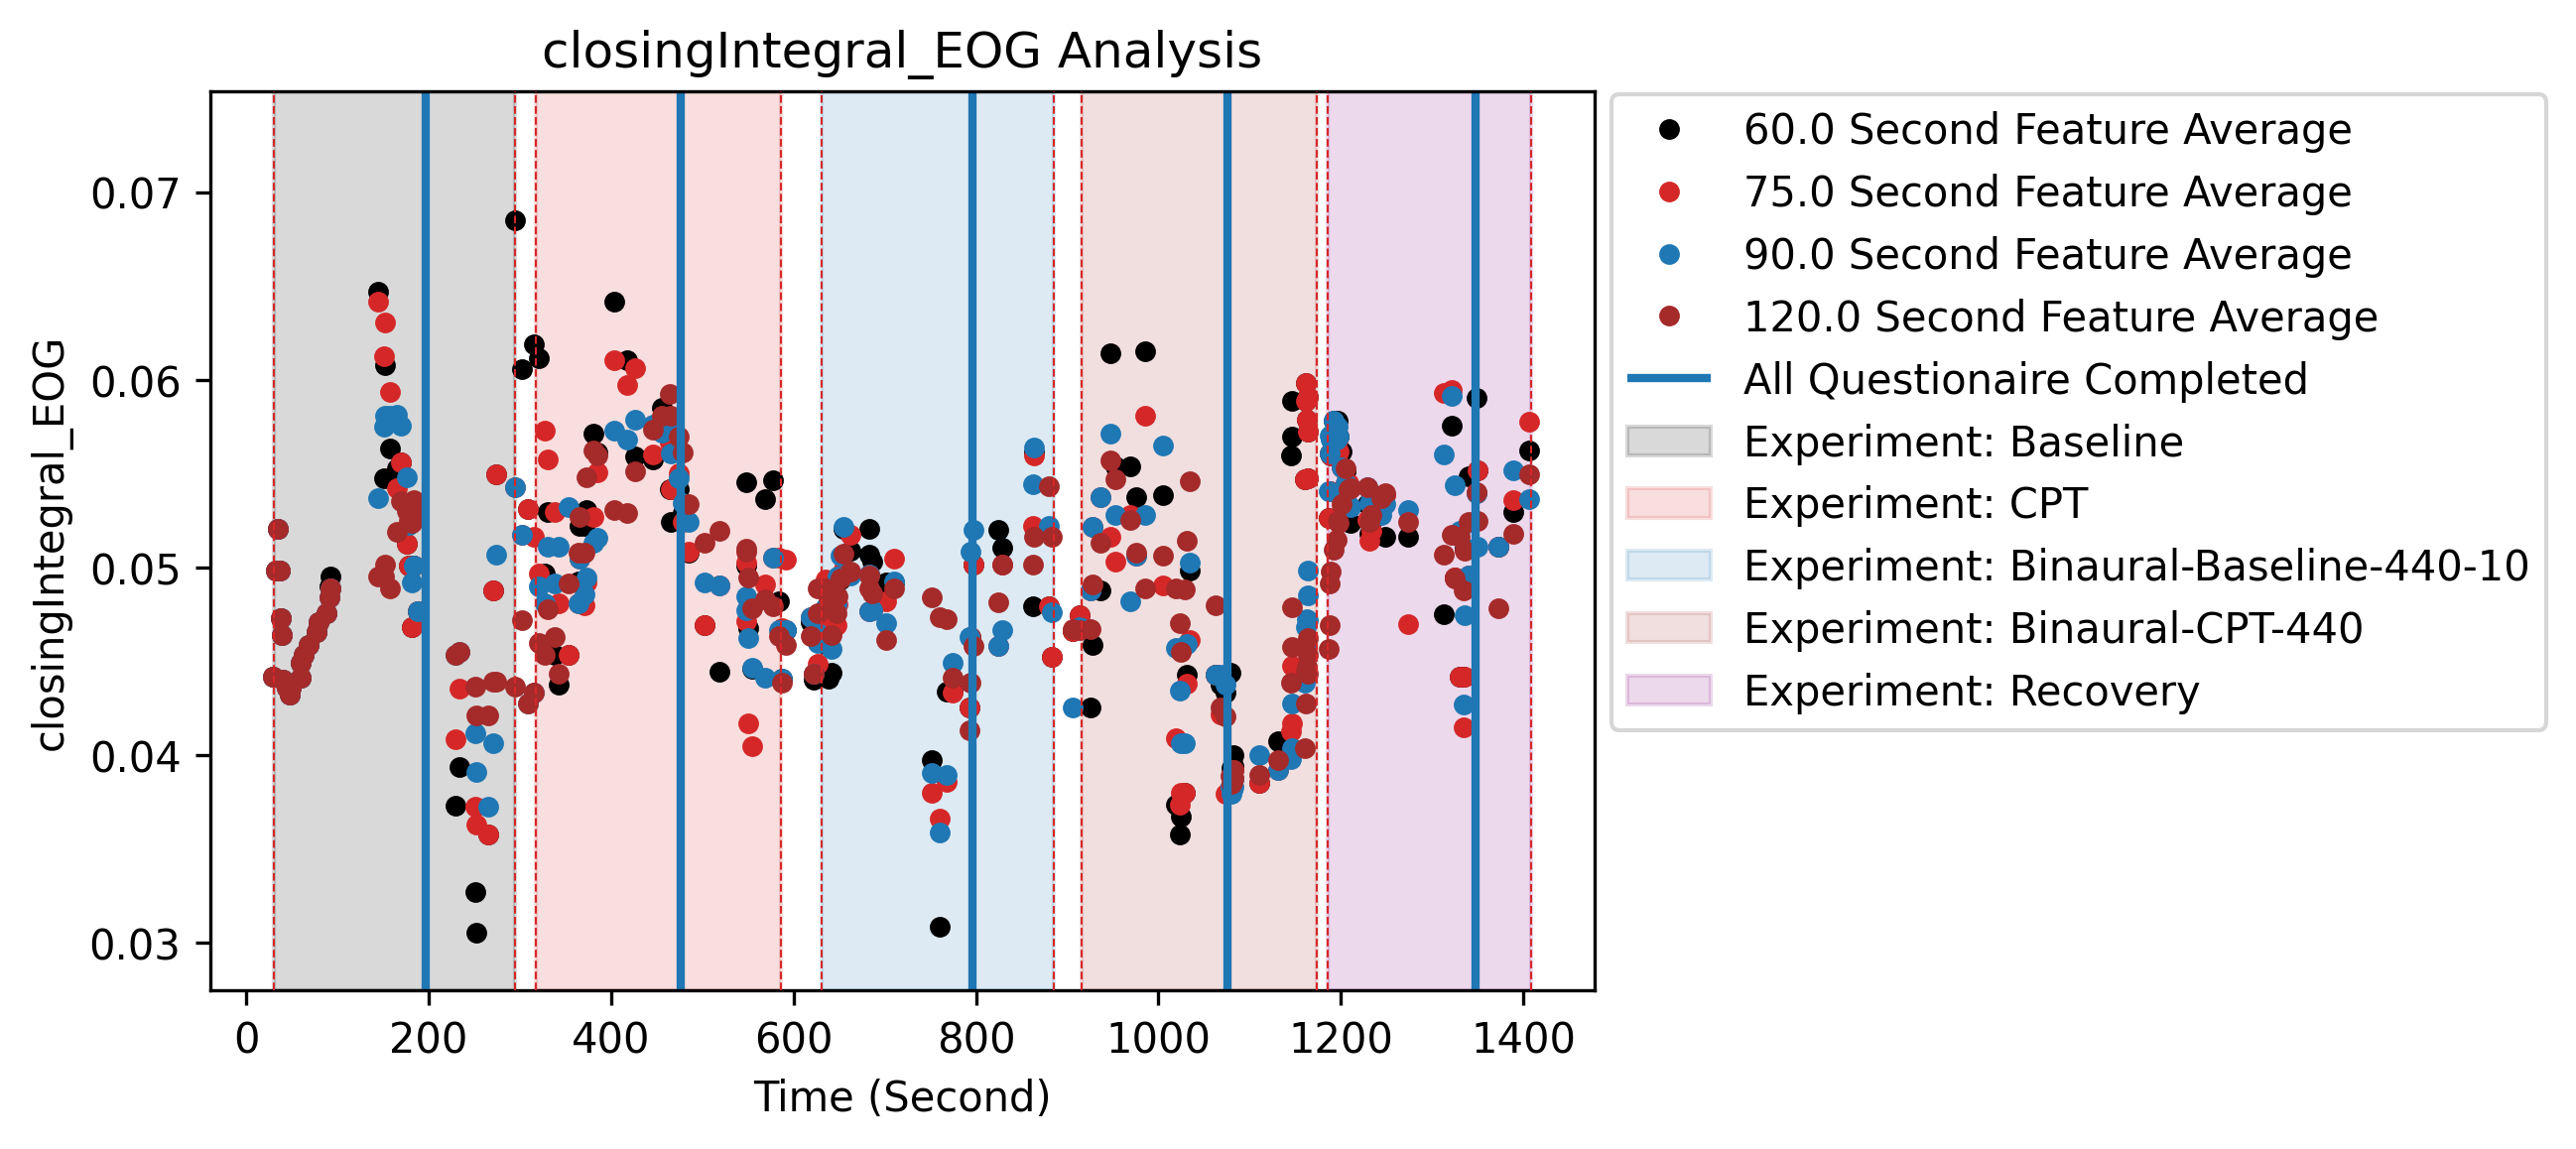 closingIntegral_EOG Analysis
closingIntegral_EOG
0.07
0.06
0.05
0.04
0.03
0
200
400
600
800
1000
1200
1400
Time (Second)
60.0 Second Feature Average
75.0 Second Feature Average
90.0 Second Feature Average
120.0 Second Feature Average
All Questionaire Completed
Experiment: Baseline
Experiment: CPT
Experiment: Binaural-Baseline-440-10
Experiment: Binaural-CPT-440
Experiment: Recovery